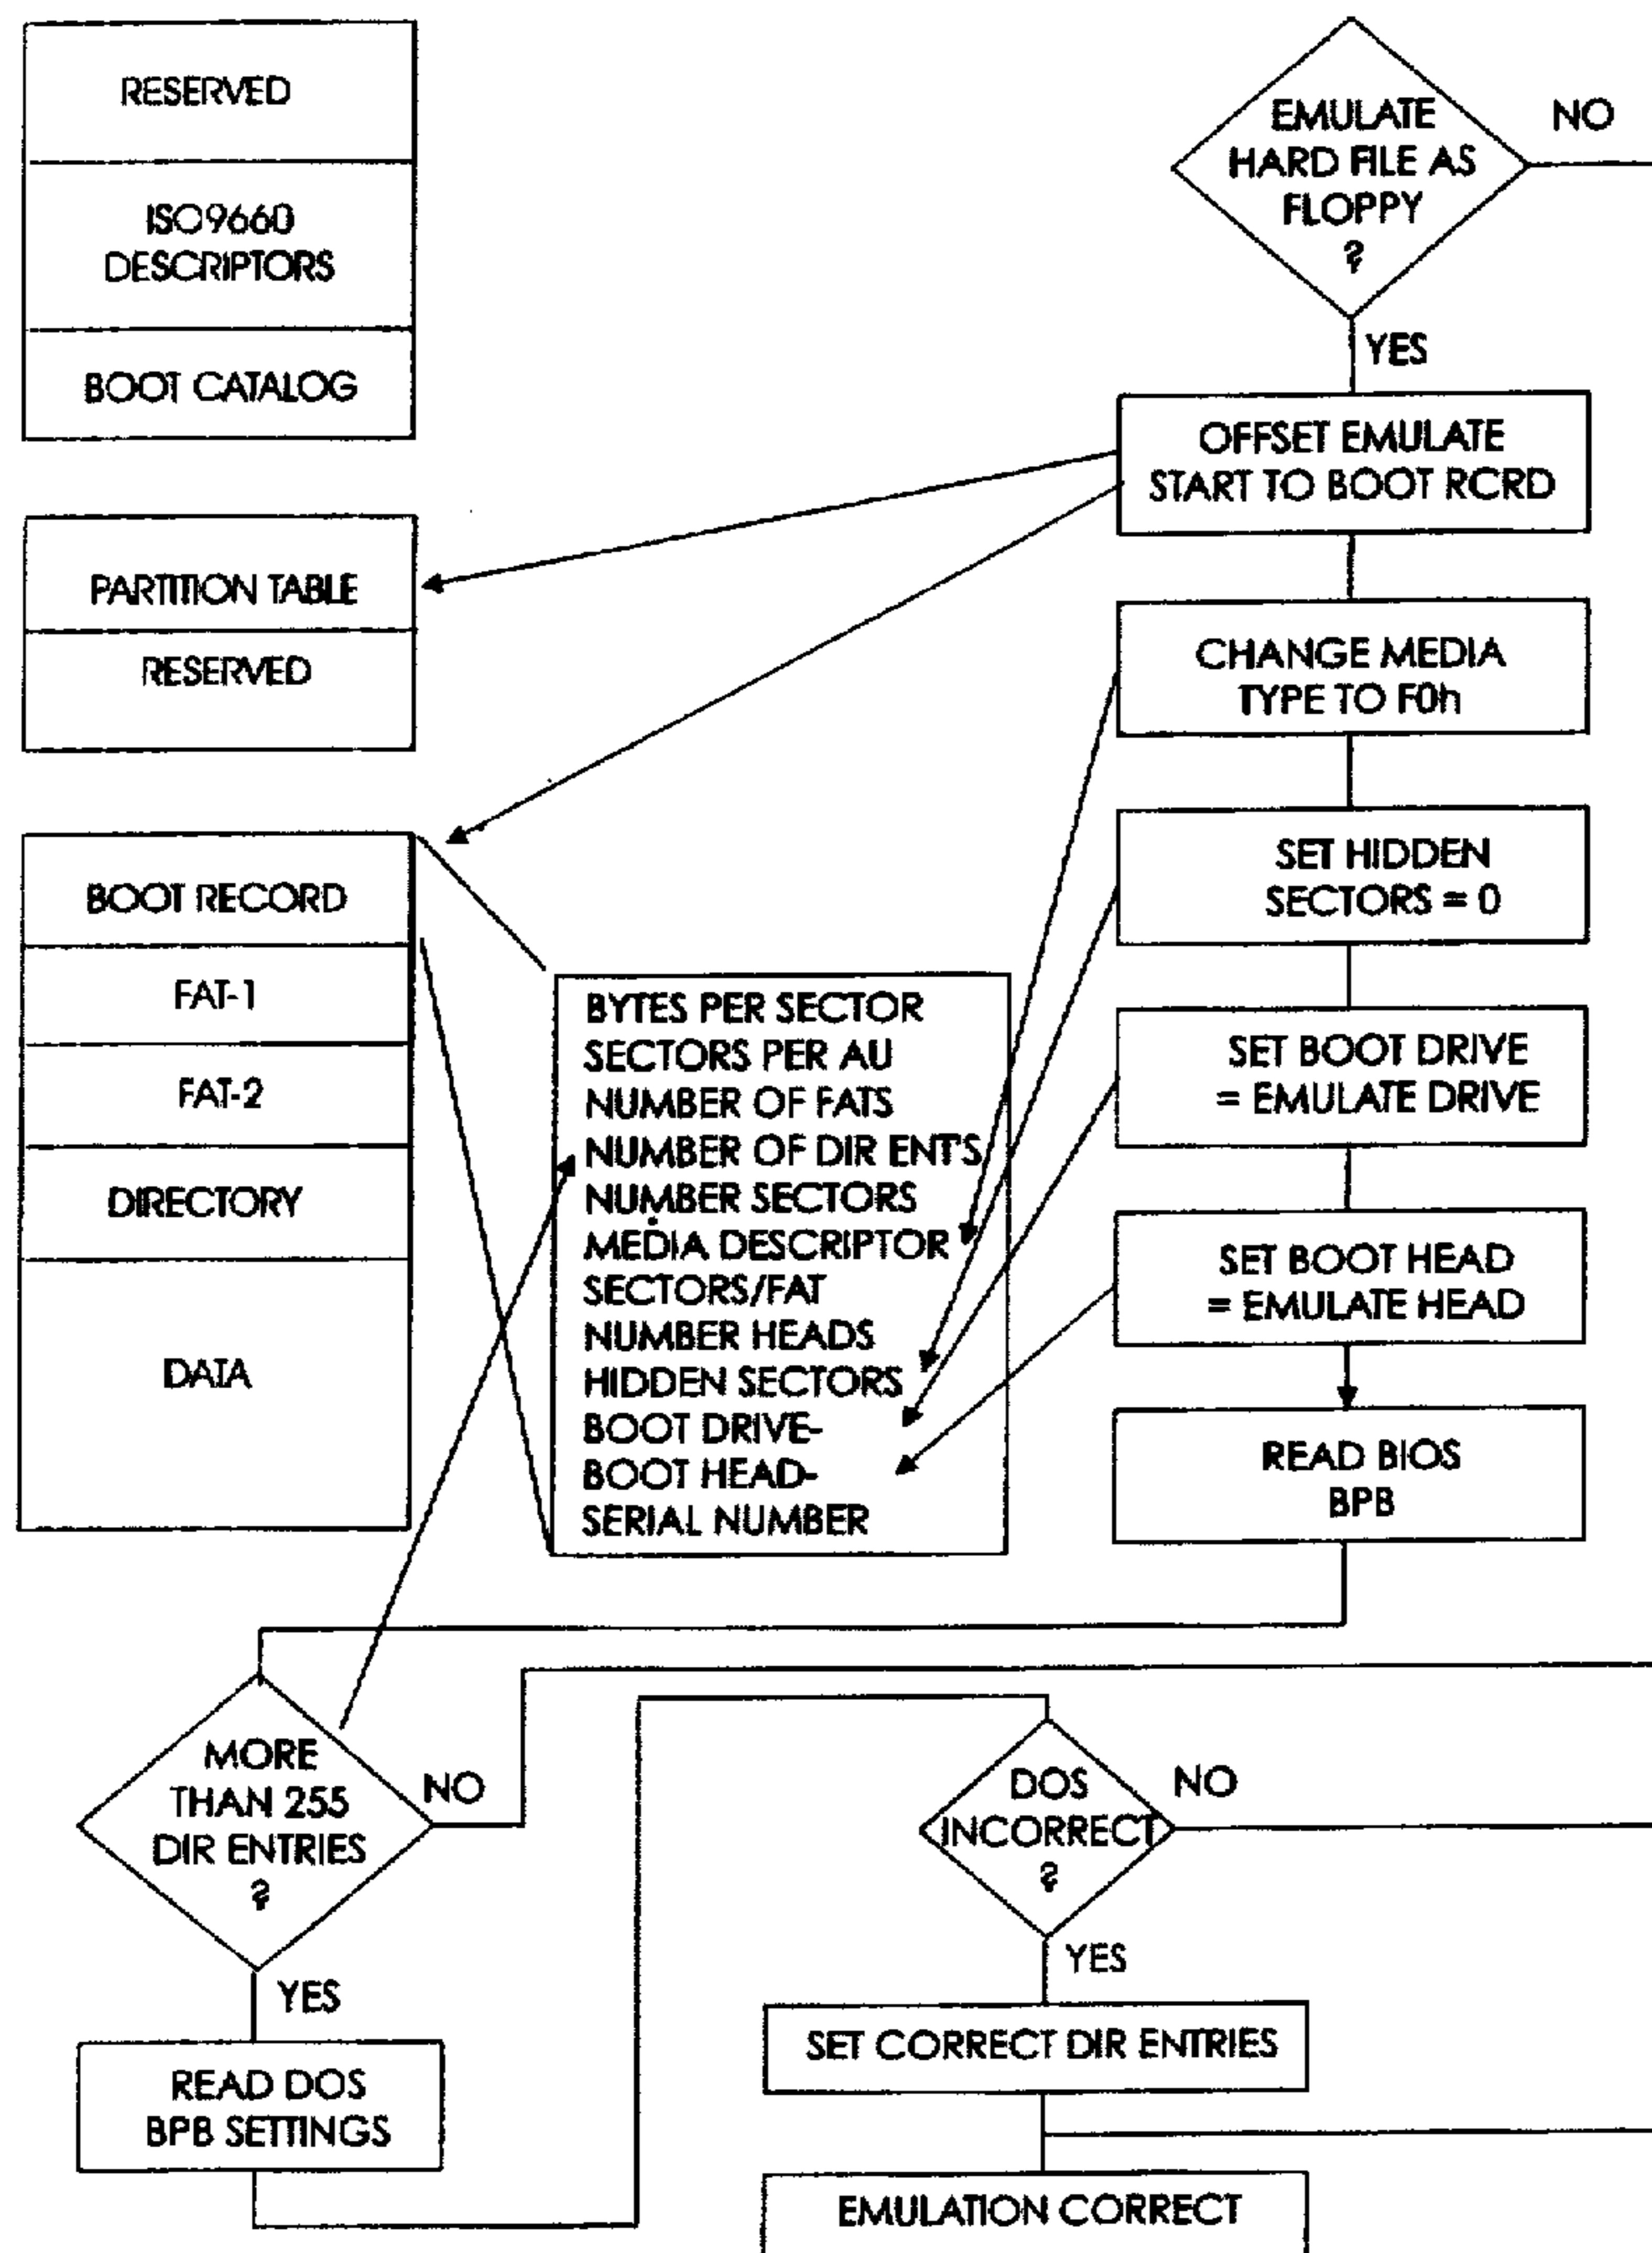 RESERVED
ISO9660
DESCRIPTORS
BOOT CATALOG
PARTITION TABLE
RESERVED
BOOT RECORD
FAT-1
FAT-2
DIRECTORY
DATA
BYTES PER SECTOR
SECTORS PER AU
NUMBER OF FATS
NUMBER OF DIR ENT'S
NUMBER SECTORS
MEDIA DESCRIPTOR
SECTORS/FAT
NUMBER HEADS
HIDDEN SECTORS
BOOT DRIVE-
BOOT HEAD-
SERIAL NUMBER
EMULATE
HARD FILE AS
FLOPPY
?
NO
YES
OFFSET EMULATE
START TO BOOT RCRD
CHANGE MEDIA
TYPE TO F0h
SET HIDDEN
SECTORS = 0
SET BOOT DRIVE
= EMULATE DRIVE
SET BOOT HEAD
= EMULATE HEAD
READ BIOS
BPB
MORE
THAN 255
DIR ENTRIES
?
NO
YES
READ DOS
BPB SETTINGS
DOS
INCORRECT
?
NO
YES
SET CORRECT DIR ENTRIES
EMULATION CORRECT